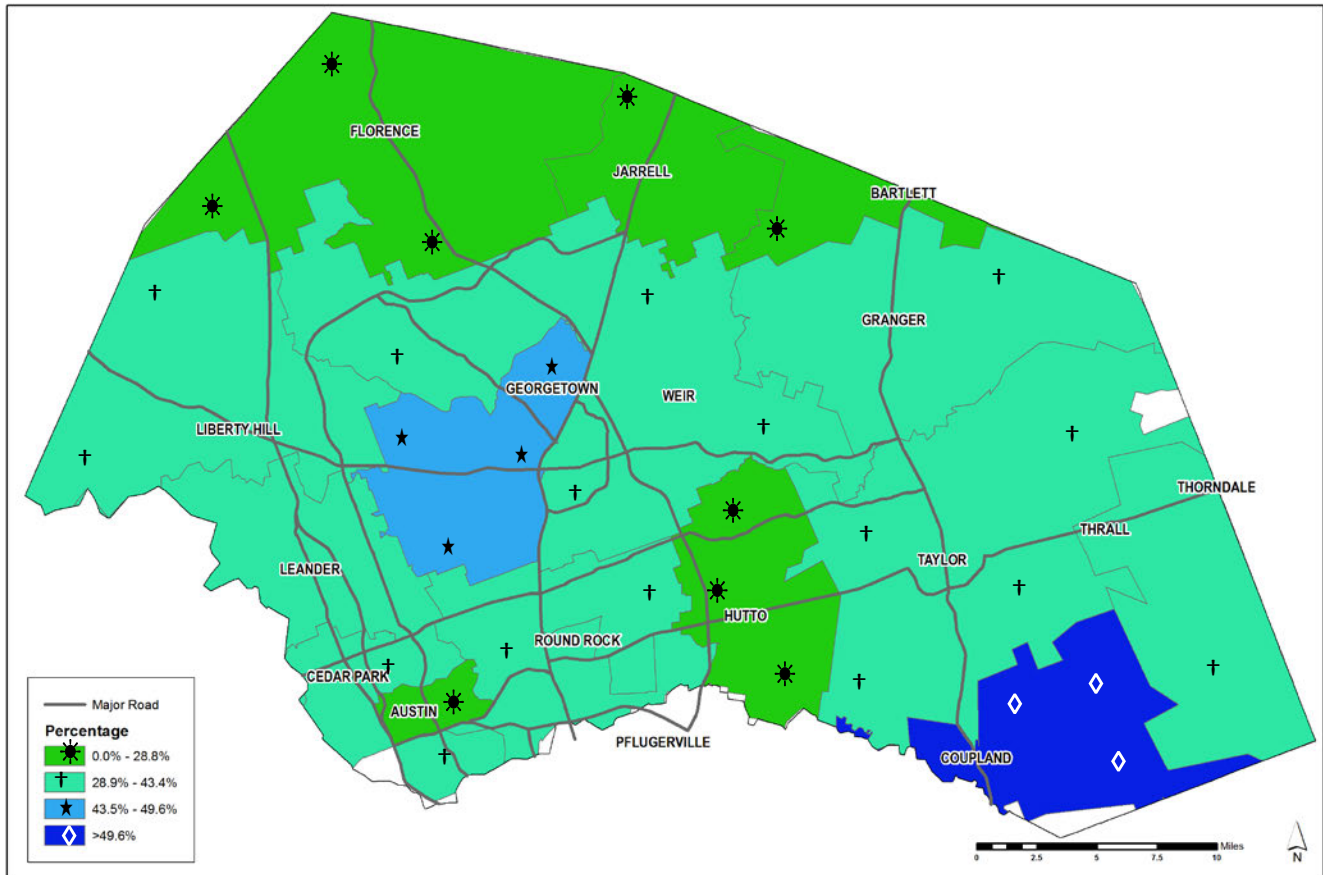 FLORENCE
JARRELL
BARTLETT
GRANGER
GEORGETOWN
WEIR
LIBERTY HILL
THORNDALE
THRALL
TAYLOR
LEANDER
HUTTO
ROUND ROCK
CEDAR PARK
AUSTIN
PFLUGERVILLE
COUPLAND
Major Road
Percentage
0.0% - 28.8%
28.9% - 43.4%
43.5% - 49.6%
>49.6%
Miles
0 2.5 5 7.5 10
N